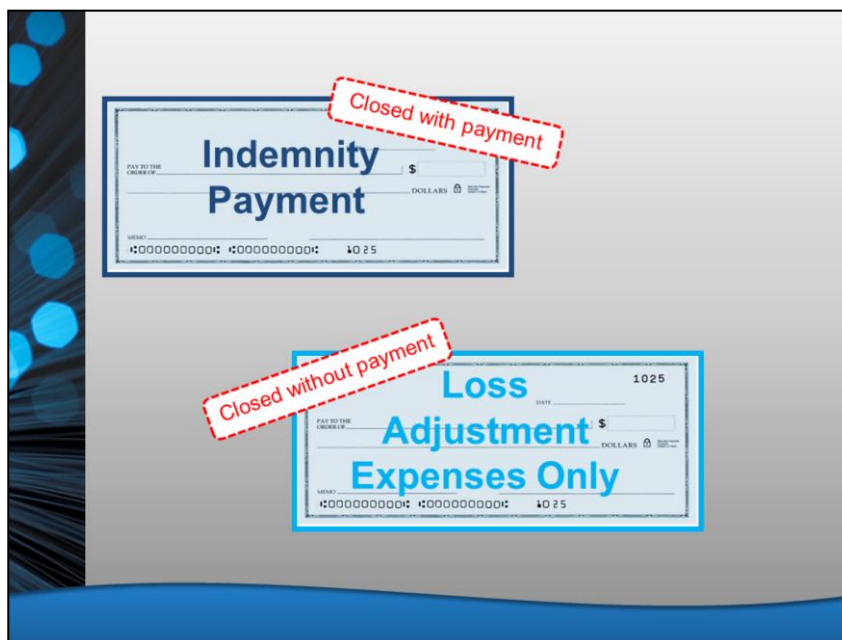 Closed with payment
Indemnity
PAY TO THE
ORDER OF
$
Payment
DOLLARS
MEMO
⑆000000000⑆ ⑆000000000⑆ 1025
Closed without payment
Loss
1025
DATE
PAY TO THE
ORDER OF
$
Adjustment
DOLLARS
Expenses Only
MEMO
⑆000000000⑆ ⑆000000000⑆ 1025